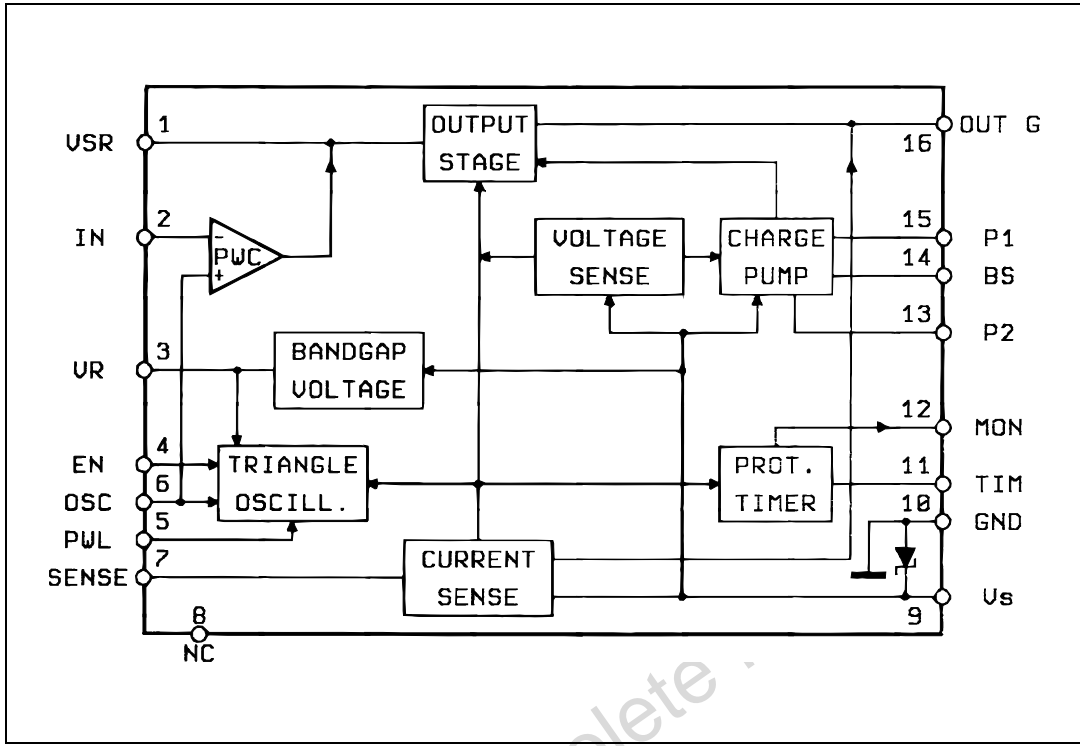 1
VSR
OUTPUT
STAGE
OUT G
16
2
IN
-
PWC
+
VOLTAGE
SENSE
CHARGE
PUMP
15
P1
14
BS
13
P2
3
VR
BANDGAP
VOLTAGE
12
MON
4
EN
TRIANGLE
OSCILL.
PROT.
TIMER
11
TIM
6
OSC
10
GND
5
PWL
7
SENSE
CURRENT
SENSE
Vs
9
8
NC